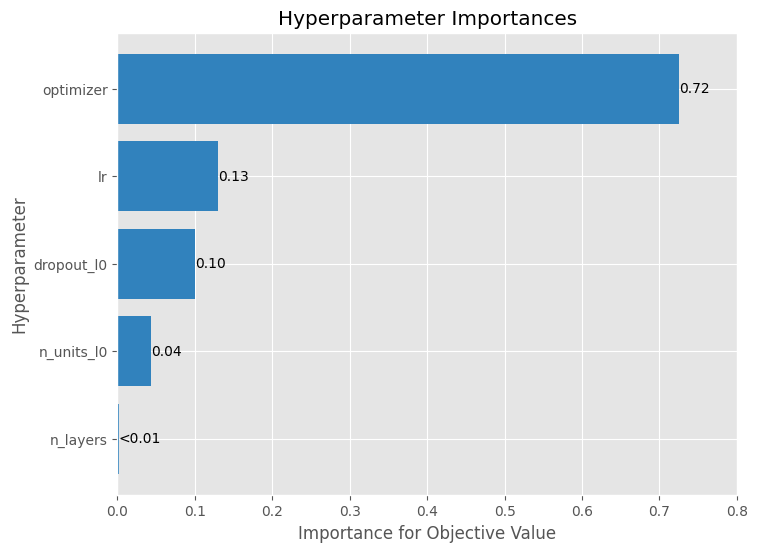 Hyperparameter Importances
Hyperparameter
optimizer
0.72
lr
0.13
dropout_l0
0.10
n_units_l0
0.04
n_layers
<0.01
0.0 0.1 0.2 0.3 0.4 0.5 0.6 0.7 0.8
Importance for Objective Value